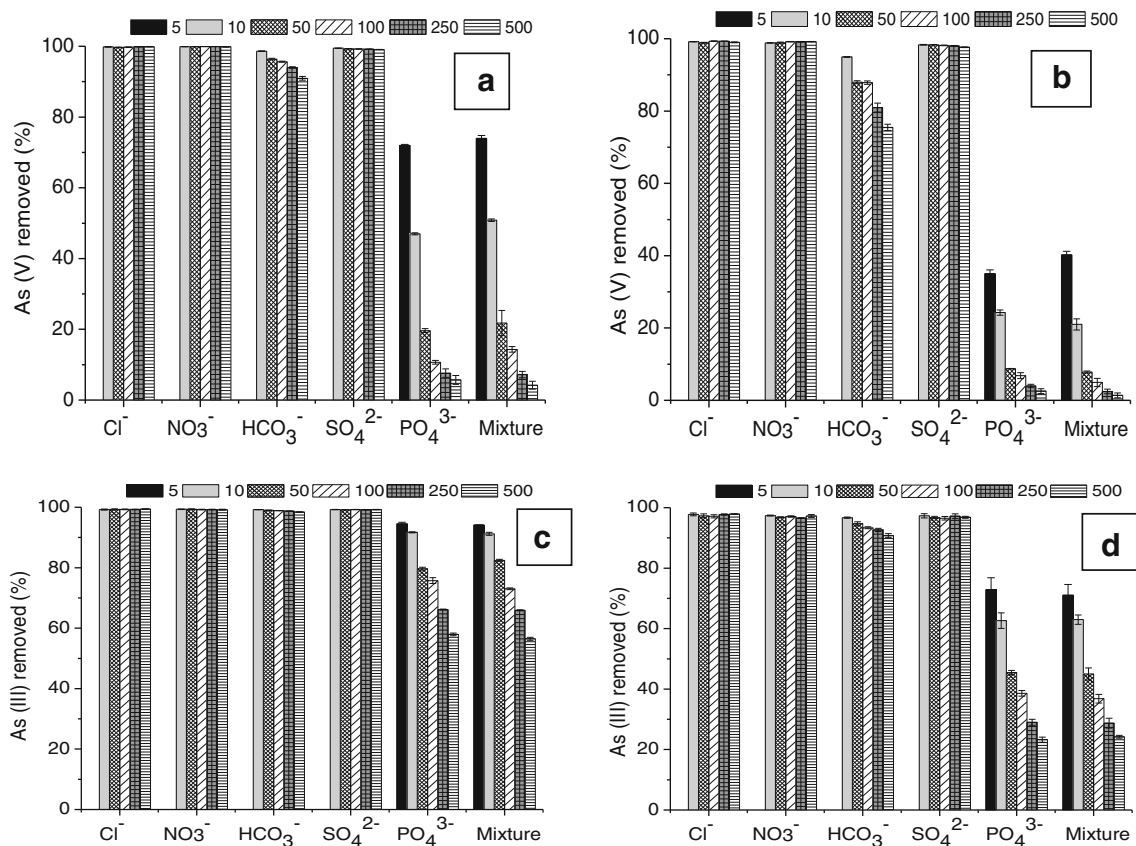 5 10 50 100 250 500
a
100
80
60
40
20
0
As (V) removed (%)
Cl⁻ NO₃⁻ HCO₃⁻ SO₄²⁻ PO₄³⁻ Mixture
5 10 50 100 250 500
b
100
80
60
40
20
0
As (V) removed (%)
Cl⁻ NO₃⁻ HCO₃⁻ SO₄²⁻ PO₄³⁻ Mixture
5 10 50 100 250 500
c
100
80
60
40
20
0
As (III) removed (%)
Cl⁻ NO₃⁻ HCO₃⁻ SO₄²⁻ PO₄³⁻ Mixture
5 10 50 100 250 500
d
100
80
60
40
20
0
As (III) removed (%)
Cl⁻ NO₃⁻ HCO₃⁻ SO₄²⁻ PO₄³⁻ Mixture